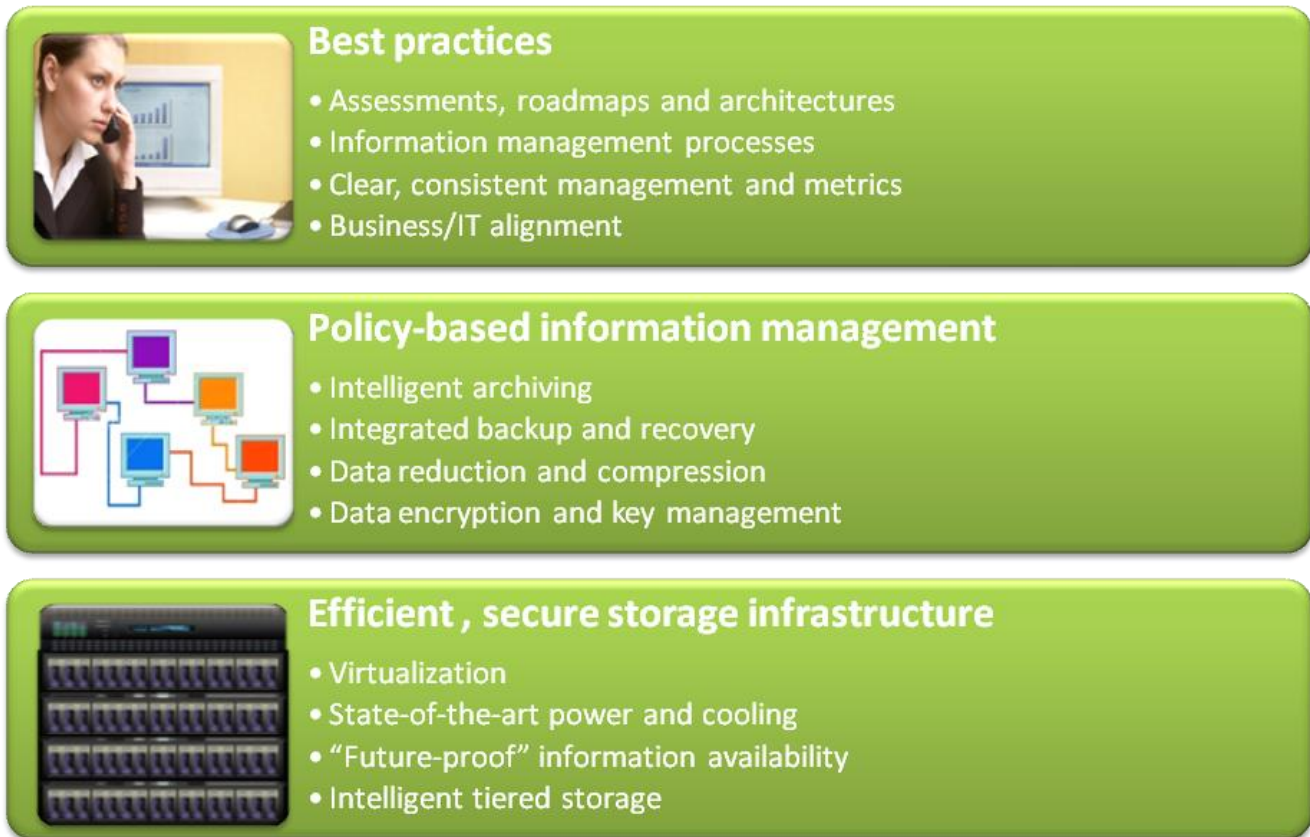 Best practices
• Assessments, roadmaps and architectures
• Information management processes
• Clear, consistent management and metrics
• Business/IT alignment
Policy-based information management
• Intelligent archiving
• Integrated backup and recovery
• Data reduction and compression
• Data encryption and key management
Efficient , secure storage infrastructure
• Virtualization
• State-of-the-art power and cooling
• “Future-proof” information availability
• Intelligent tiered storage